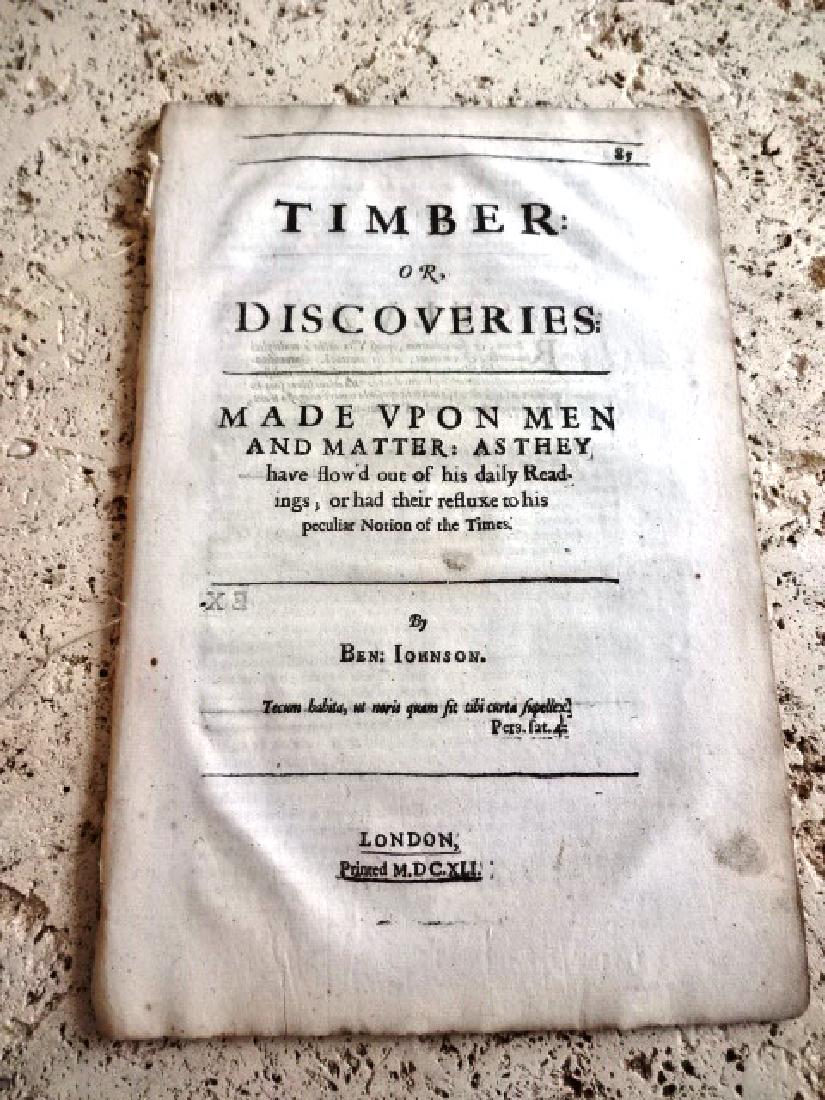 85
TIMBER:
OR,
DISCOVERIES:
MADE VPON MEN
AND MATTER: AS THEY
have flow'd out of his daily Read-
ings, or had their refluxe to his
peculiar Notion of the Times.
By
BEN: IOHNSON.
Tecum habita, ut noris quam sit tibi curta supellex.
Pers. sat. 4.
LONDON,
Printed M.DC.XLI.